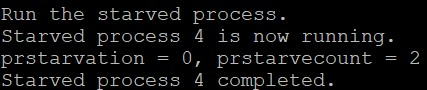 Run the starved process.
Starved process 4 is now running.
prstarvation = 0, prstarvecount = 2
Starved process 4 completed.